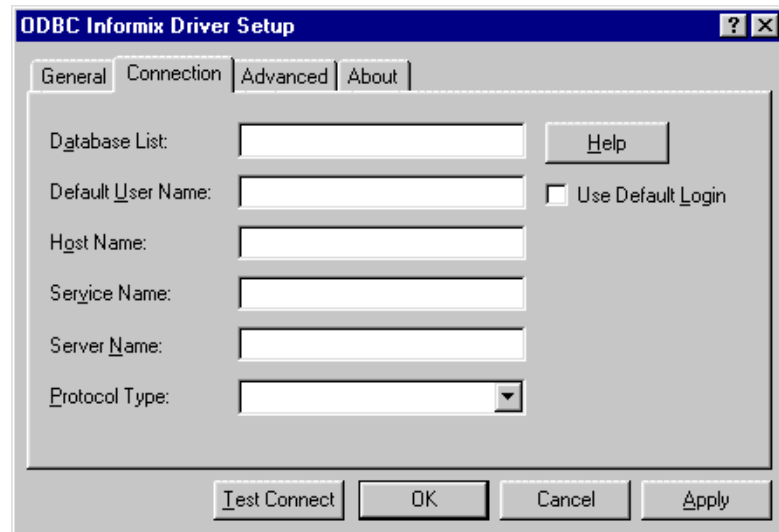 ODBC Informix Driver Setup
General Connection Advanced About
Database List: Help
Default User Name: Use Default Login
Host Name:
Service Name:
Server Name:
Protocol Type:
Test Connect OK Cancel Apply